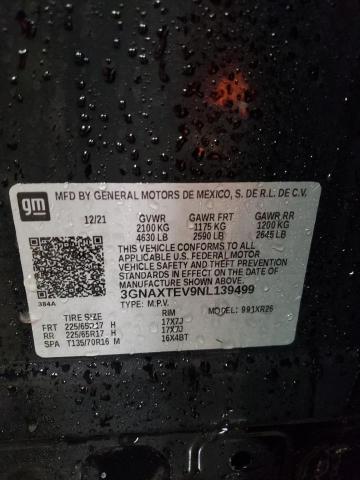 gm
MFD BY GENERAL MOTORS DE MEXICO, S. DE R.L. DE C.V.
12/21 GVWR GAWR FRT GAWR RR
2100 KG 1175 KG 1200 KG
4630 LB 2590 LB 2645 LB
THIS VEHICLE CONFORMS TO ALL
APPLICABLE U.S. FEDERAL MOTOR
VEHICLE SAFETY AND THEFT PREVENTION
STANDARDS IN EFFECT ON THE DATE OF
MANUFACTURE SHOWN ABOVE.
384A 3GNAXTEV9NL139499
TYPE: M.P.V. MODEL: 991XR26
TIRE SIZE RIM
FRT 225/65R17 H 17X7J
RR 225/65R17 H 17X7J
SPA T135/70R16 M 16X4BT